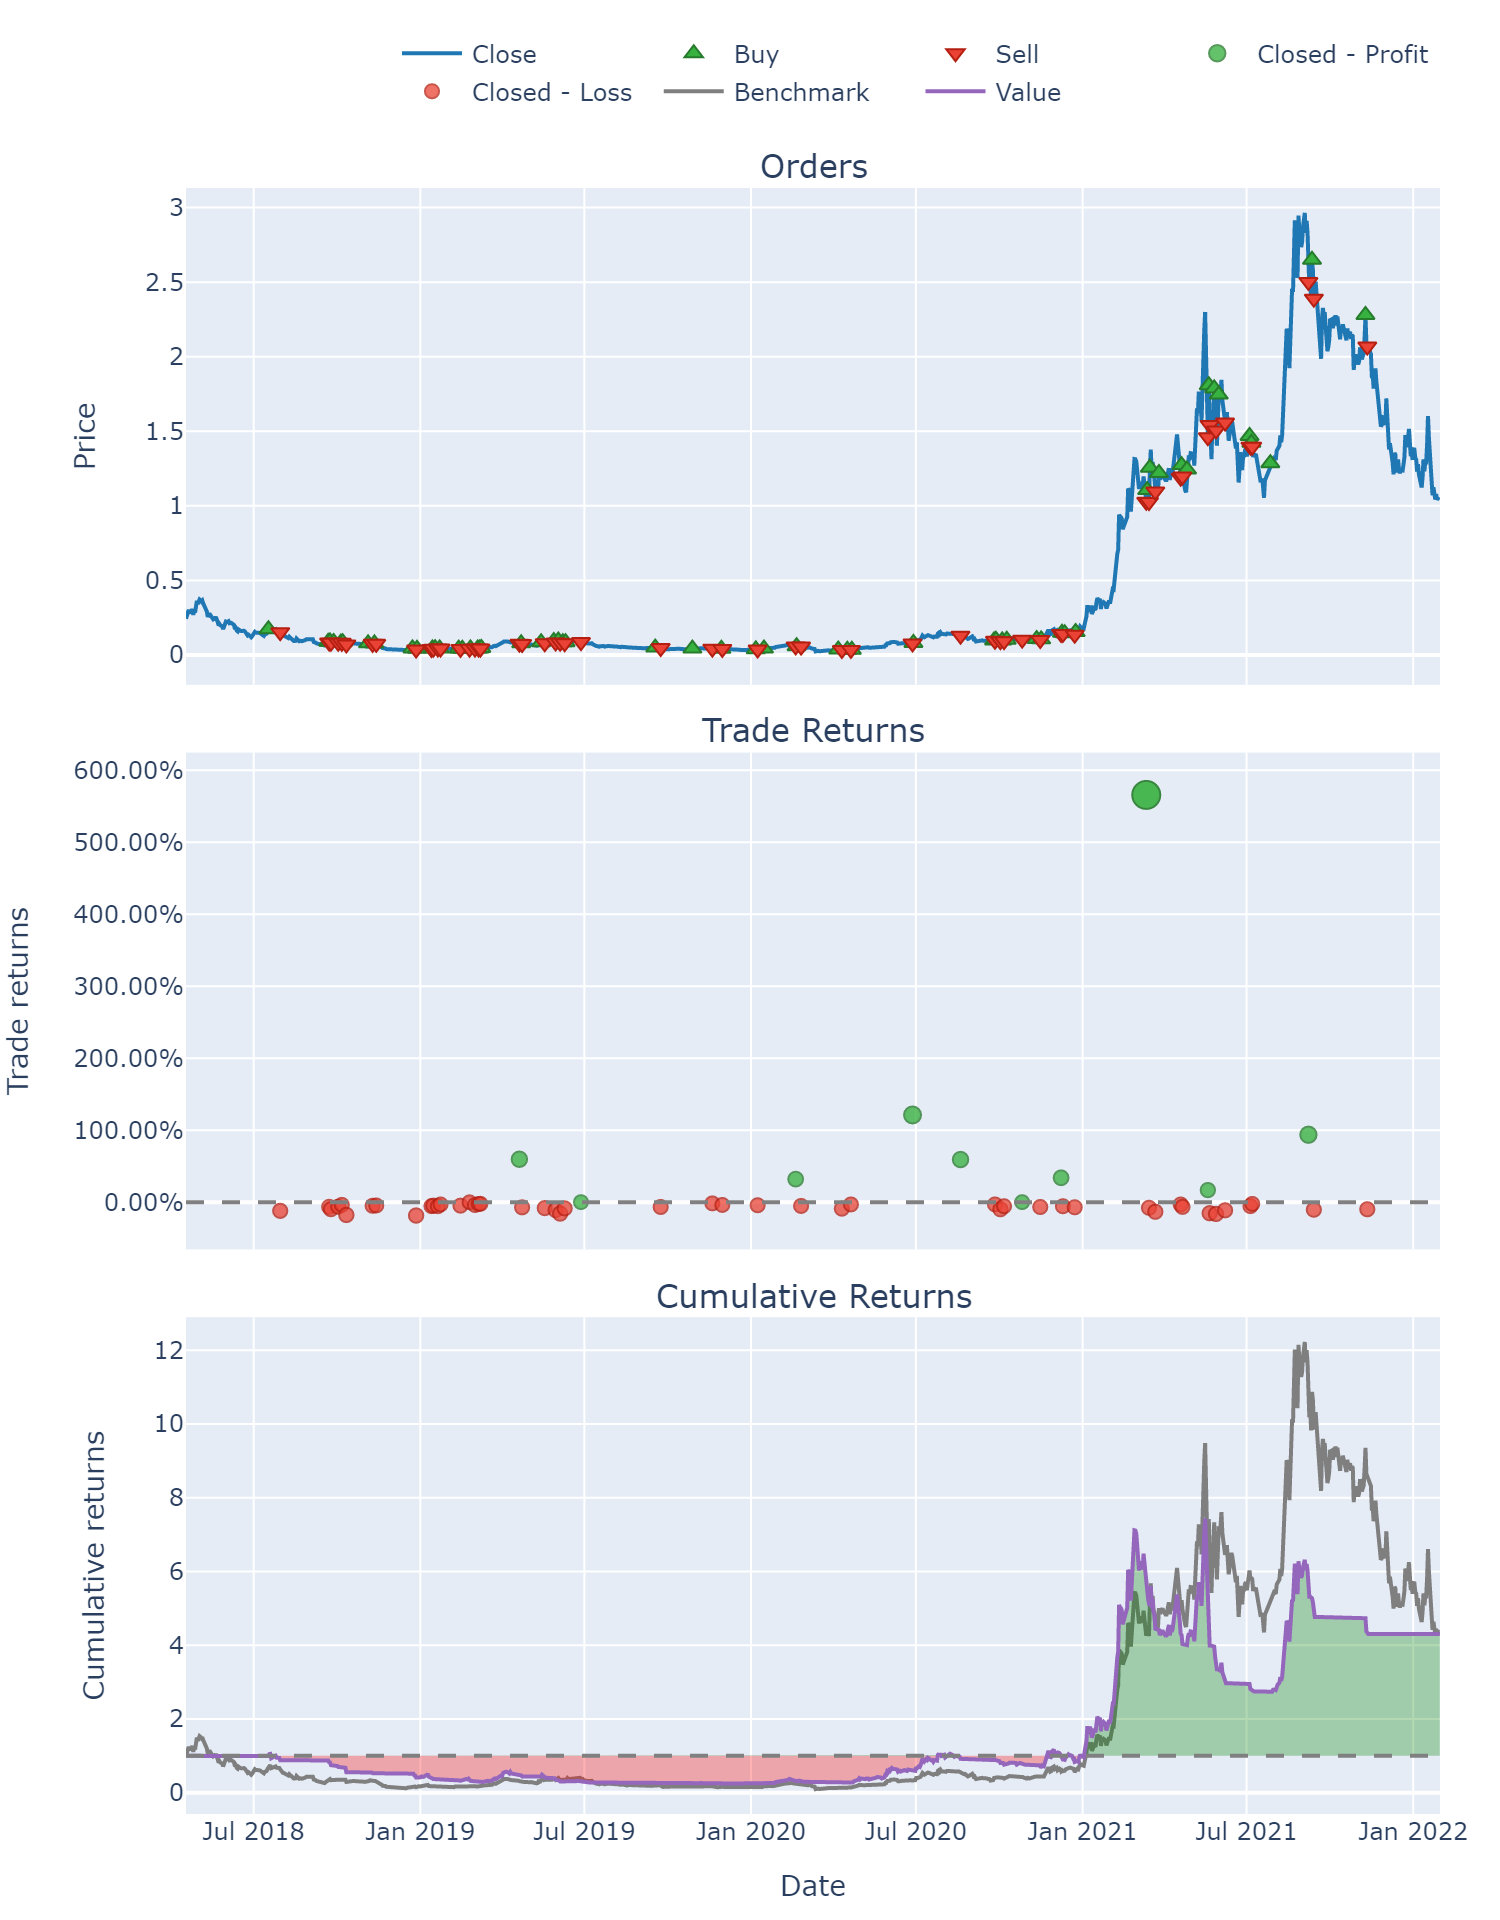 Close Buy Sell Closed - Profit
Closed - Loss Benchmark Value
Orders
3
2.5
2
1.5
1
0.5
0
Price
Trade Returns
600.00%
500.00%
400.00%
300.00%
200.00%
100.00%
0.00%
Trade returns
Cumulative Returns
12
10
8
6
4
2
0
Cumulative returns
Jul 2018 Jan 2019 Jul 2019 Jan 2020 Jul 2020 Jan 2021 Jul 2021 Jan 2022
Date